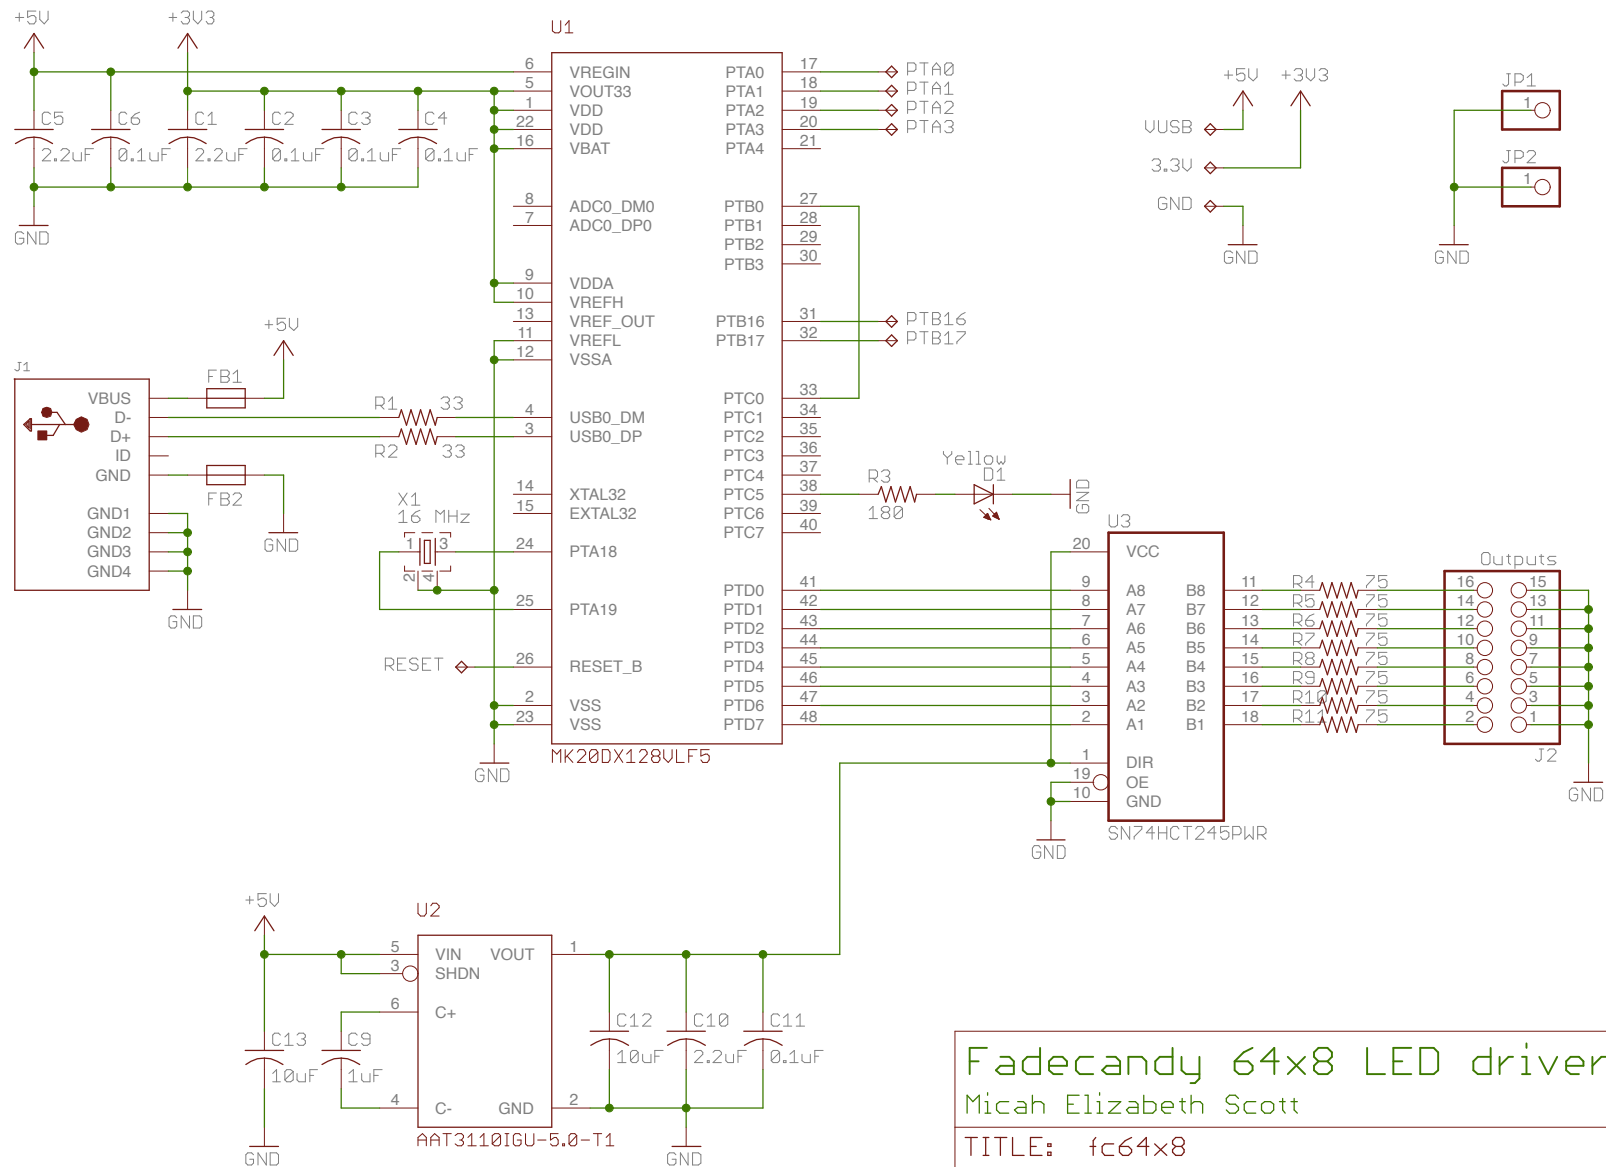 +5V
+3V3
C5
2.2uF
C6
0.1uF
C1
2.2uF
C2
0.1uF
C3
0.1uF
C4
0.1uF
GND
U1
6 VREGIN
5 VOUT33
1 VDD
22 VDD
16 VBAT
8 ADC0_DM0
7 ADC0_DP0
9 VDDA
10 VREFH
13 VREF_OUT
11 VREFL
12 VSSA
4 USB0_DM
3 USB0_DP
14 XTAL32
15 EXTAL32
24 PTA18
25 PTA19
26 RESET_B
2 VSS
23 VSS
PTA0 17 PTA0
PTA1 18 PTA1
PTA2 19 PTA2
PTA3 20 PTA3
PTA4 21
PTB0 27
PTB1 28
PTB2 29
PTB3 30
PTB16 31 PTB16
PTB17 32 PTB17
PTC0 33
PTC1 34
PTC2 35
PTC3 36
PTC4 37
PTC5 38
PTC6 39
PTC7 40
PTD0 41
PTD1 42
PTD2 43
PTD3 44
PTD4 45
PTD5 46
PTD6 47
PTD7 48
MK20DX128VLF5
+5V
+3V3
VUSB
3.3V
GND
GND
JP1
1
JP2
1
GND
J1
VBUS
D-
D+
ID
GND
GND1
GND2
GND3
GND4
GND
FB1
+5V
FB2
GND
R1 33
R2 33
X1
16 MHz
1 3
2 4
RESET
GND
R3
180
Yellow
D1
GND
U3
20 VCC
9 A8
8 A7
7 A6
6 A5
5 A4
4 A3
3 A2
2 A1
1 DIR
19 OE
10 GND
B8 11
B7 12
B6 13
B5 14
B4 15
B3 16
B2 17
B1 18
SN74HCT245PWR
GND
R4 75
R5 75
R6 75
R7 75
R8 75
R9 75
R10 75
R11 75
Outputs
16 15
14 13
12 11
10 9
8 7
6 5
4 3
2 1
J2
GND
+5V
U2
5 VIN
3 SHDN
6 C+
4 C-
VOUT 1
GND 2
AAT3110IGU-5.0-T1
C13
10uF
C9
1uF
GND
C12
10uF
C10
2.2uF
C11
0.1uF
GND
Fadecandy 64x8 LED driver
Micah Elizabeth Scott
TITLE: fc64x8